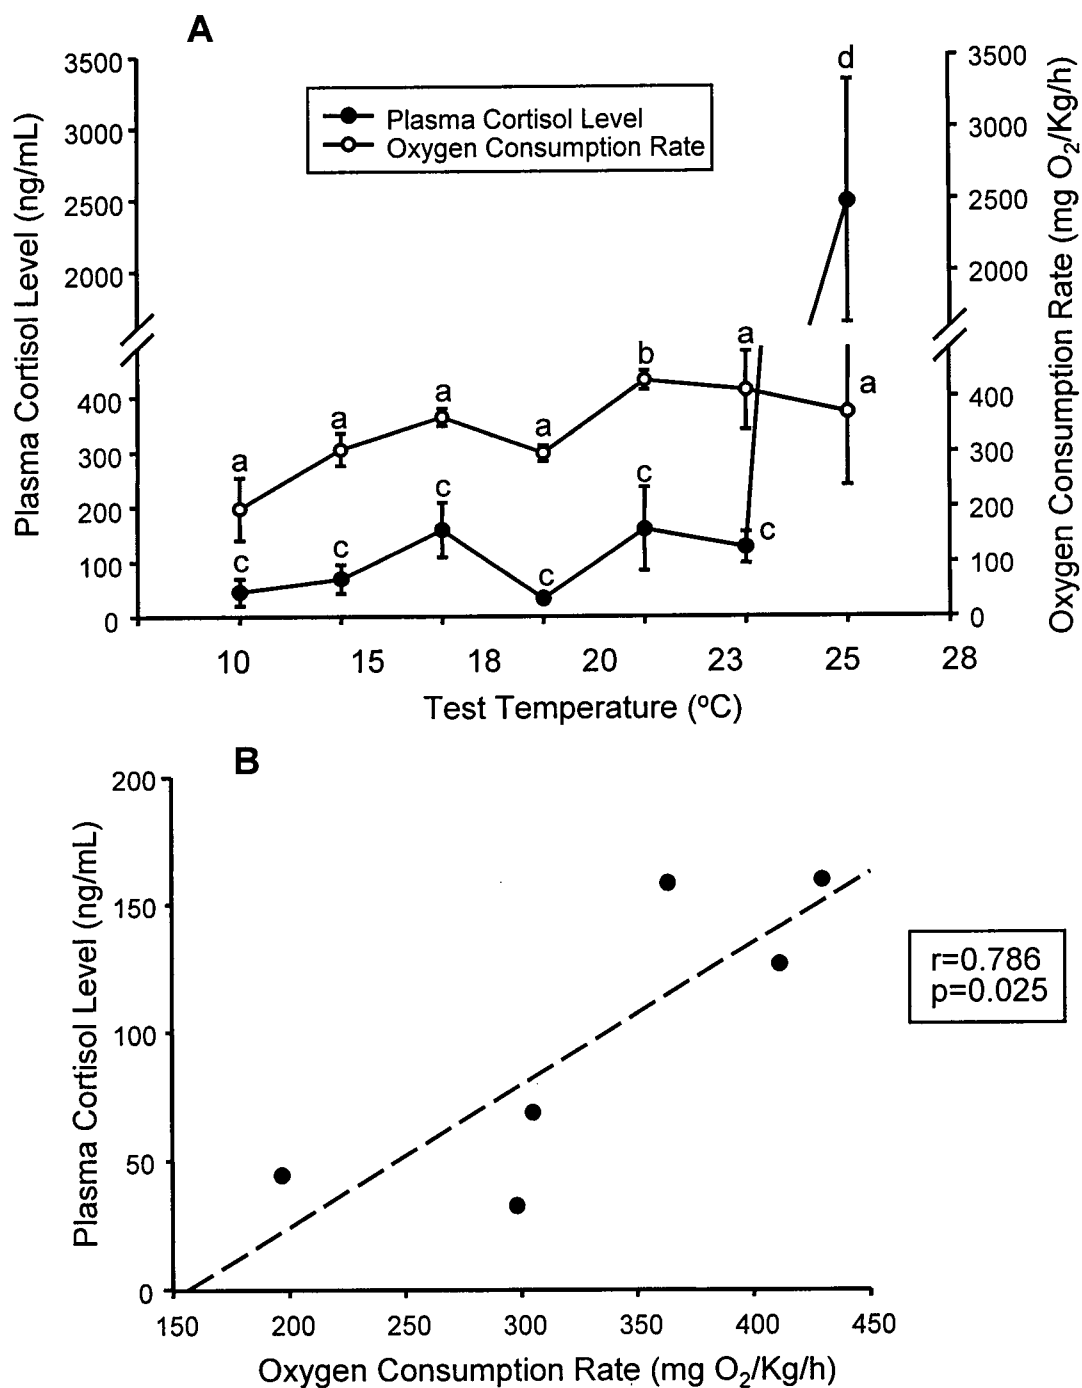 A
3500
3000
2500
2000
400
300
200
100
0
Plasma Cortisol Level (ng/mL)
Plasma Cortisol Level
Oxygen Consumption Rate
a
a
a
a
b
a
a
c
c
c
c
c
c
d
3500
3000
2500
2000
400
300
200
100
0
Oxygen Consumption Rate (mg O2/Kg/h)
10 15 18 20 23 25 28
Test Temperature (ºC)
B
200
150
100
50
0
Plasma Cortisol Level (ng/mL)
r=0.786
p=0.025
150 200 250 300 350 400 450
Oxygen Consumption Rate (mg O2/Kg/h)